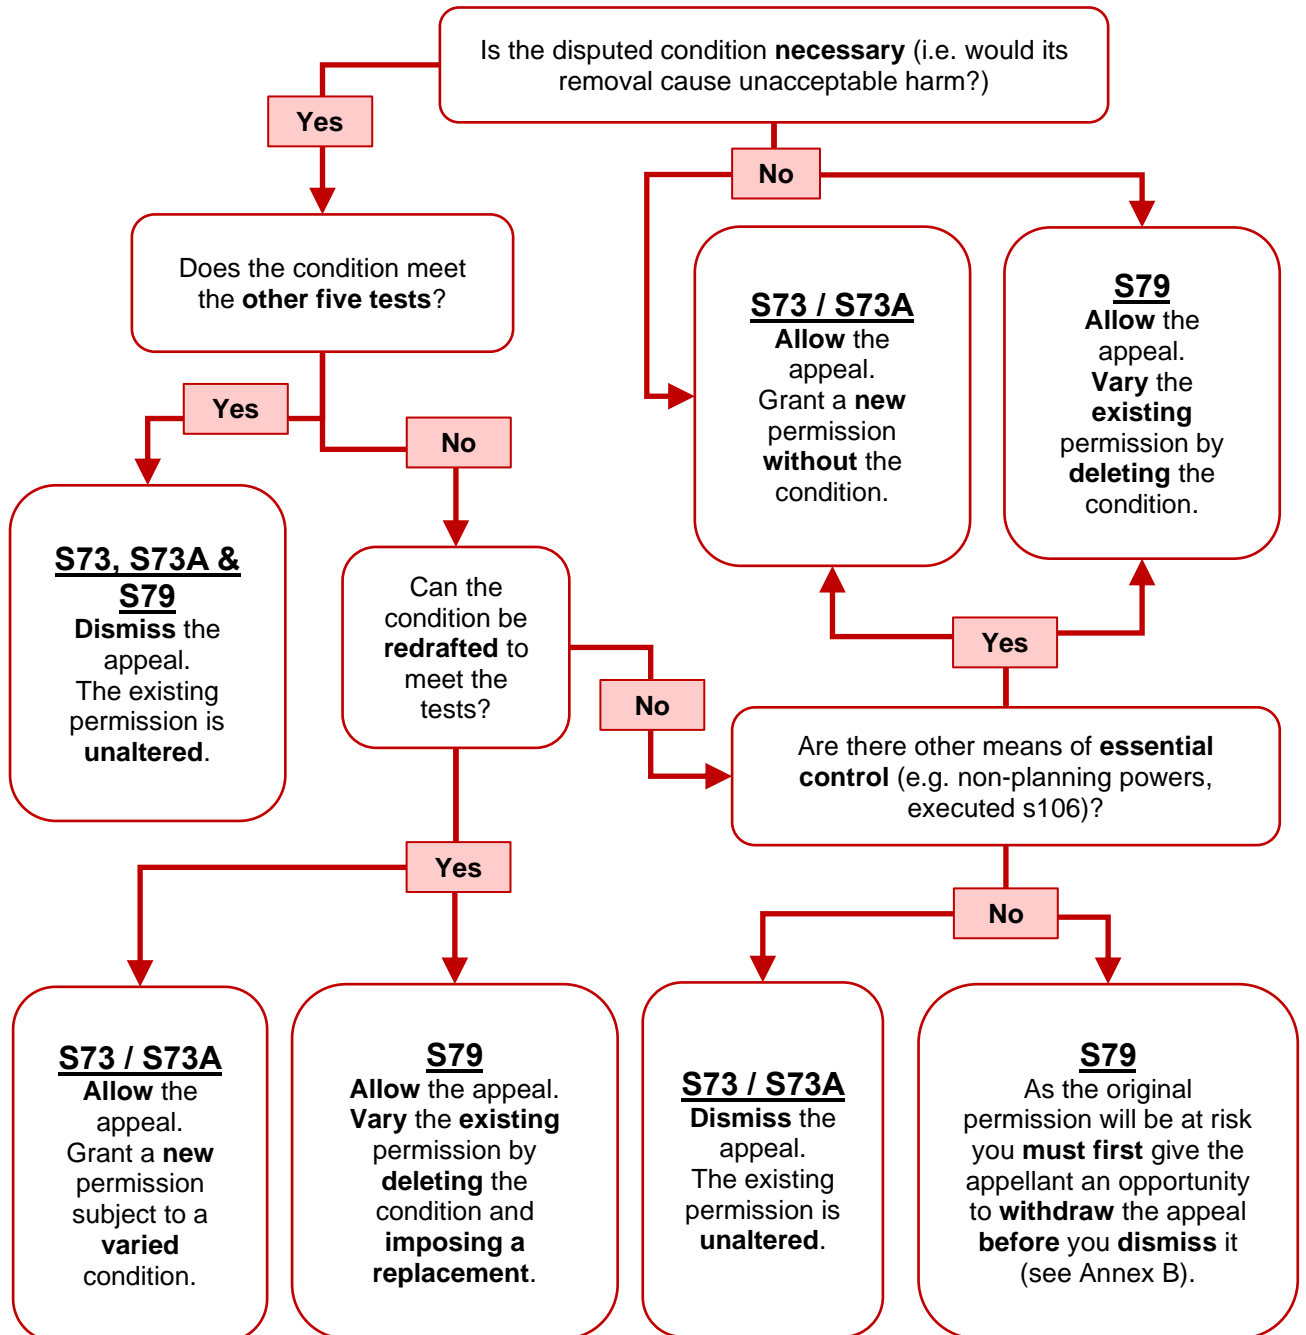 Is the disputed condition necessary (i.e. would its
removal cause unacceptable harm?)
Yes
No
Does the condition meet
the other five tests?
S73 / S73A
Allow the
appeal.
Grant a new
permission
without the
condition.
S79
Allow the
appeal.
Vary the
existing
permission by
deleting the
condition.
Yes
No
S73, S73A &
S79
Dismiss the
appeal.
The existing
permission is
unaltered.
Can the
condition be
redrafted to
meet the
tests?
Yes
No
Are there other means of essential
control (e.g. non-planning powers,
executed s106)?
Yes
No
S73 / S73A
Allow the
appeal.
Grant a new
permission
subject to a
varied
condition.
S79
Allow the appeal.
Vary the existing
permission by
deleting the
condition and
imposing a
replacement.
S73 / S73A
Dismiss the
appeal.
The existing
permission is
unaltered.
S79
As the original
permission will be at risk
you must first give the
appellant an opportunity
to withdraw the appeal
before you dismiss it
(see Annex B).